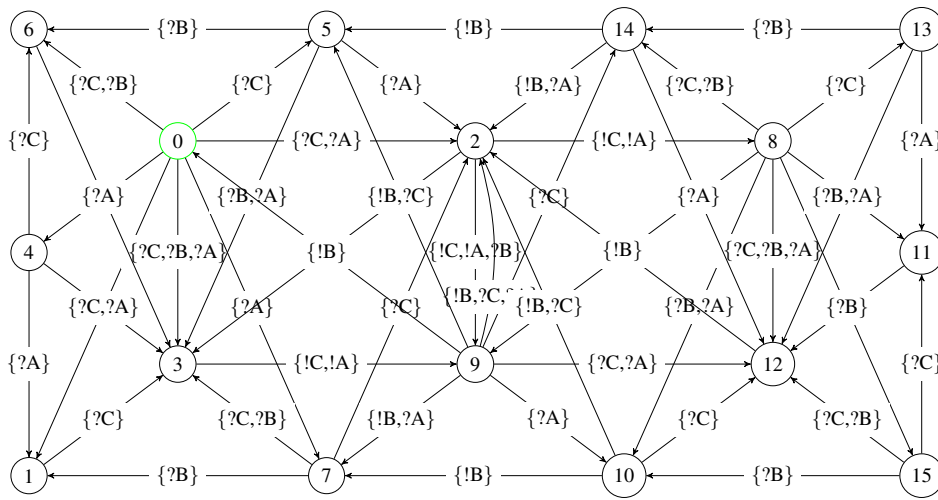 6 {?B} 5 {!B} 14 {?B} 13
{?C,?B} {?C} {?A} {!B,?A} {?C,?B} {?C}
{?C} 0 {?C,?A} 2 {!C,!A} 8 {?A}
{?A} {?B,?A} {!B,?C} {?C} {?A} {?B,?A}
4 {?C,?B,?A} {!B} {!C,!A,?B} {!B} {?C,?B,?A} 11
{?C,?A} {?A} {?C} {!B,?C, {!B,?C} {?B,?A} {?B}
{?A} 3 {!C,!A} 9 {?C,?A} 12 {?C}
{?C} {?C,?B} {!B,?A} {?A} {?C} {?C,?B}
1 {?B} 7 {!B} 10 {?B} 15